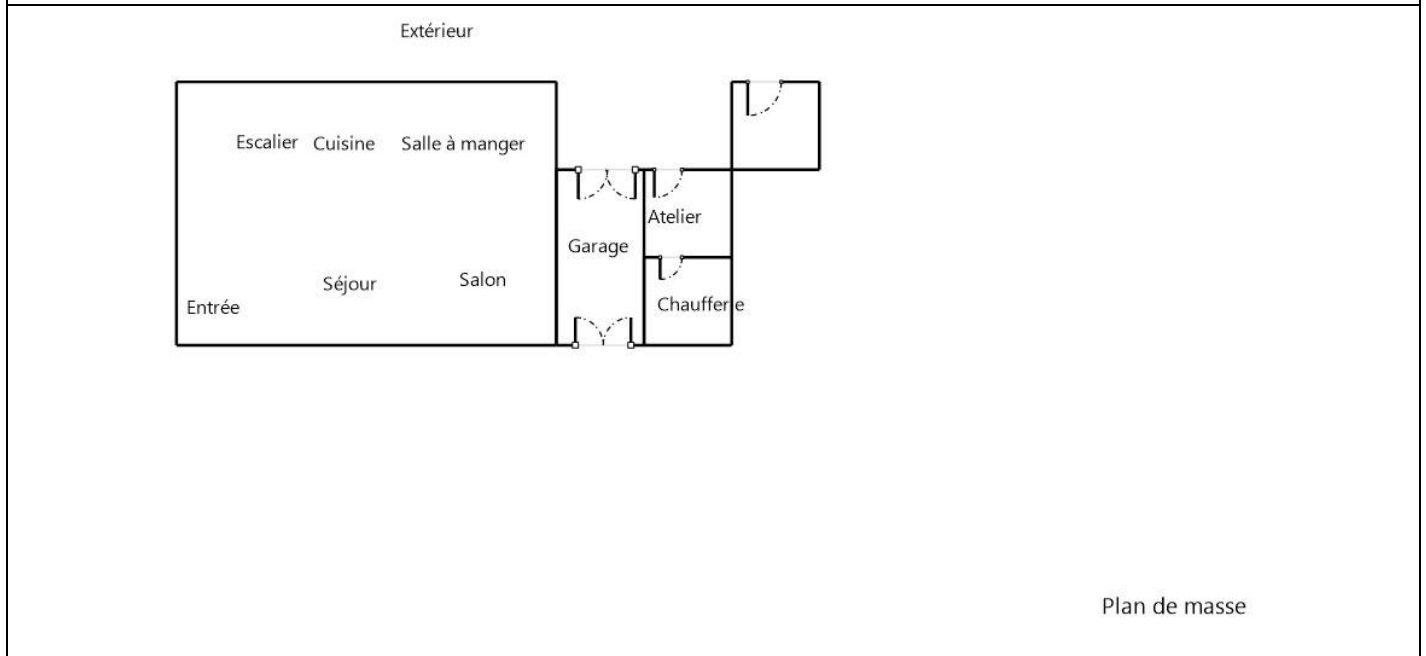 Extérieur
Escalier Cuisine Salle à manger
Atelier
Garage
Séjour Salon
Entrée Chaufferie
Plan de masse